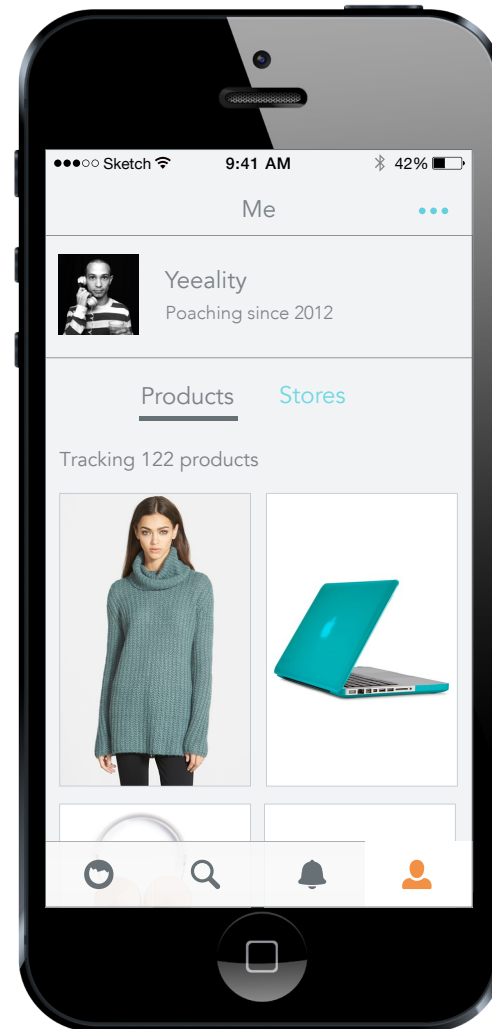 Sketch 9:41 AM 42%
Me
Yeeality
Poaching since 2012
Products Stores
Tracking 122 products